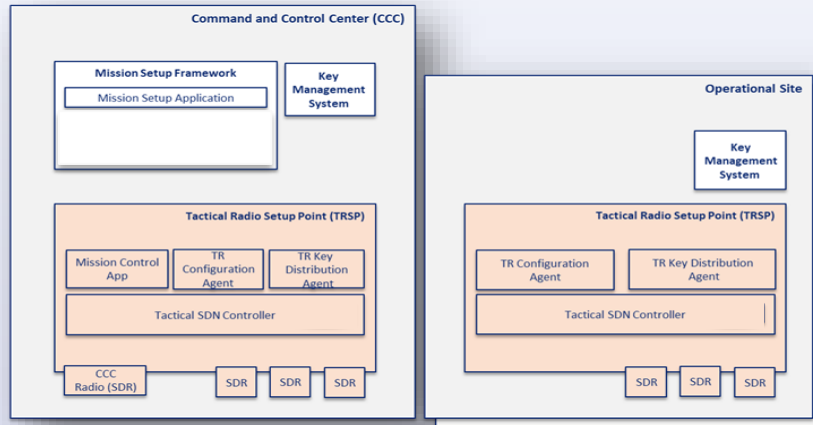 Command and Control Center (CCC)
Mission Setup Framework
Mission Setup Application
Key
Management
System
Tactical Radio Setup Point (TRSP)
Mission Control
App
TR
Configuration
Agent
TR Key
Distribution
Agent
Tactical SDN Controller
CCC
Radio (SDR)
SDR
SDR
SDR
Operational Site
Key
Management
System
Tactical Radio Setup Point (TRSP)
TR Configuration
Agent
TR Key Distribution
Agent
Tactical SDN Controller
SDR
SDR
SDR